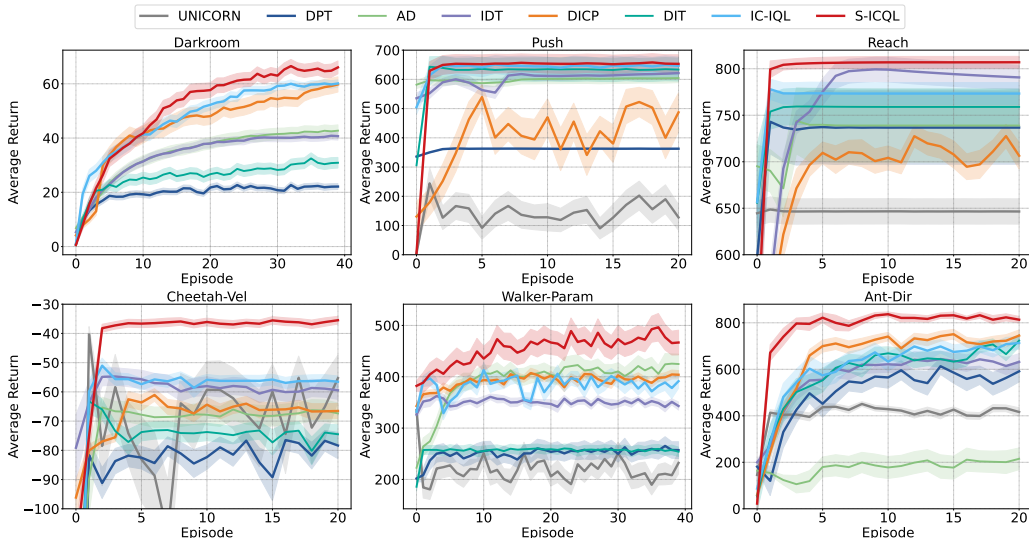 UNICORN DPT AD IDT DICP DIT IC-IQL S-ICQL
Darkroom Push Reach
Average Return
0
20
40
60
0 10 20 30 40
Episode
Average Return
0
100
200
300
400
500
600
700
0 5 10 15 20
Episode
Average Return
600
650
700
750
800
0 5 10 15 20
Episode
Cheetah-Vel Walker-Param Ant-Dir
Average Return
−30
−40
−50
−60
−70
−80
−90
−100
0 5 10 15 20
Episode
Average Return
500
400
300
200
0 10 20 30 40
Episode
Average Return
800
600
400
200
0
0 5 10 15 20
Episode